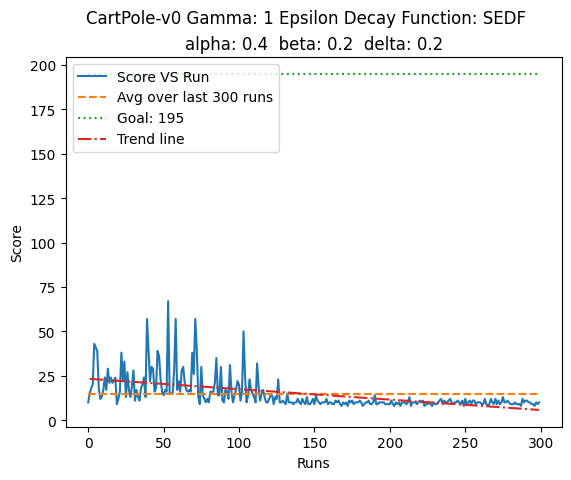 CartPole-v0 Gamma: 1 Epsilon Decay Function: SEDF
alpha: 0.4 beta: 0.2 delta: 0.2
Score VS Run
Avg over last 300 runs
Goal: 195
Trend line
200
175
150
125
100
75
50
25
0
Score
0
50
100
150
200
250
300
Runs